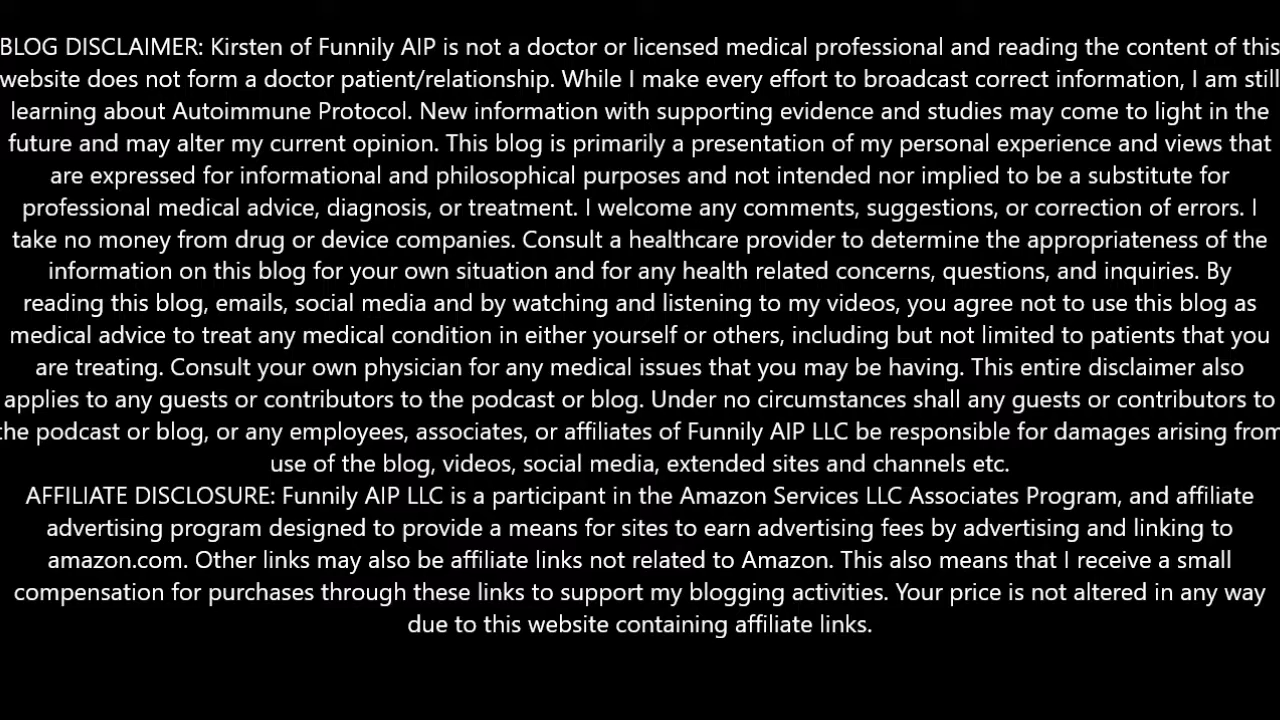 BLOG DISCLAIMER: Kirsten of Funnily AIP is not a doctor or licensed medical professional and reading the content of this
website does not form a doctor patient/relationship. While I make every effort to broadcast correct information, I am still
learning about Autoimmune Protocol. New information with supporting evidence and studies may come to light in the
future and may alter my current opinion. This blog is primarily a presentation of my personal experience and views that
are expressed for informational and philosophical purposes and not intended nor implied to be a substitute for
professional medical advice, diagnosis, or treatment. I welcome any comments, suggestions, or correction of errors. I
take no money from drug or device companies. Consult a healthcare provider to determine the appropriateness of the
information on this blog for your own situation and for any health related concerns, questions, and inquiries. By
reading this blog, emails, social media and by watching and listening to my videos, you agree not to use this blog as
medical advice to treat any medical condition in either yourself or others, including but not limited to patients that you
are treating. Consult your own physician for any medical issues that you may be having. This entire disclaimer also
applies to any guests or contributors to the podcast or blog. Under no circumstances shall any guests or contributors to
the podcast or blog, or any employees, associates, or affiliates of Funnily AIP LLC be responsible for damages arising from
use of the blog, videos, social media, extended sites and channels etc.
AFFILIATE DISCLOSURE: Funnily AIP LLC is a participant in the Amazon Services LLC Associates Program, and affiliate
advertising program designed to provide a means for sites to earn advertising fees by advertising and linking to
amazon.com. Other links may also be affiliate links not related to Amazon. This also means that I receive a small
compensation for purchases through these links to support my blogging activities. Your price is not altered in any way
due to this website containing affiliate links.